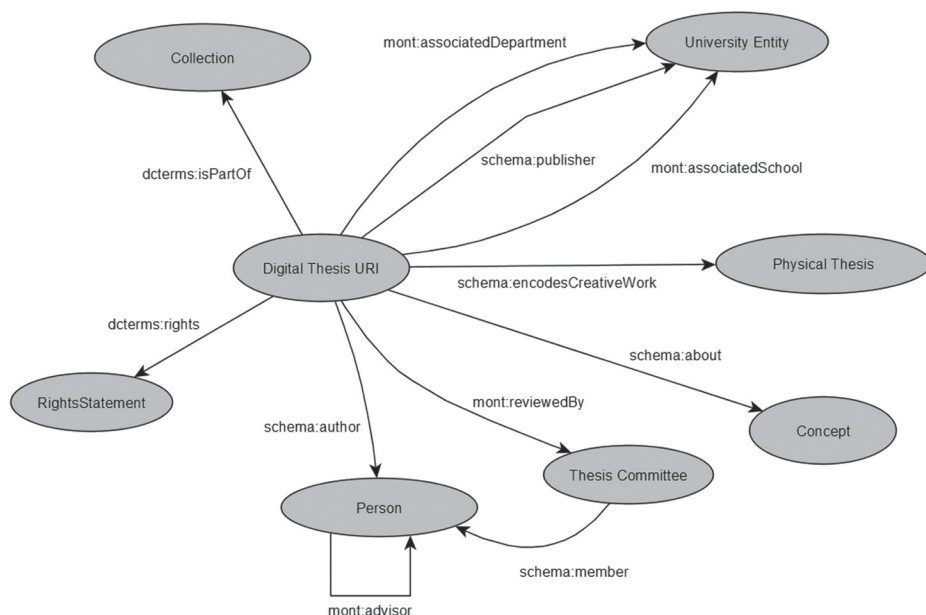 mont:associatedDepartment
University Entity
Collection
schema:publisher
mont:associatedSchool
dcterms:isPartOf
Digital Thesis URI
Physical Thesis
schema:encodesCreativeWork
dcterms:rights
schema:about
RightsStatement
mont:reviewedBy
schema:author
Concept
Thesis Committee
Person
schema:member
mont:advisor